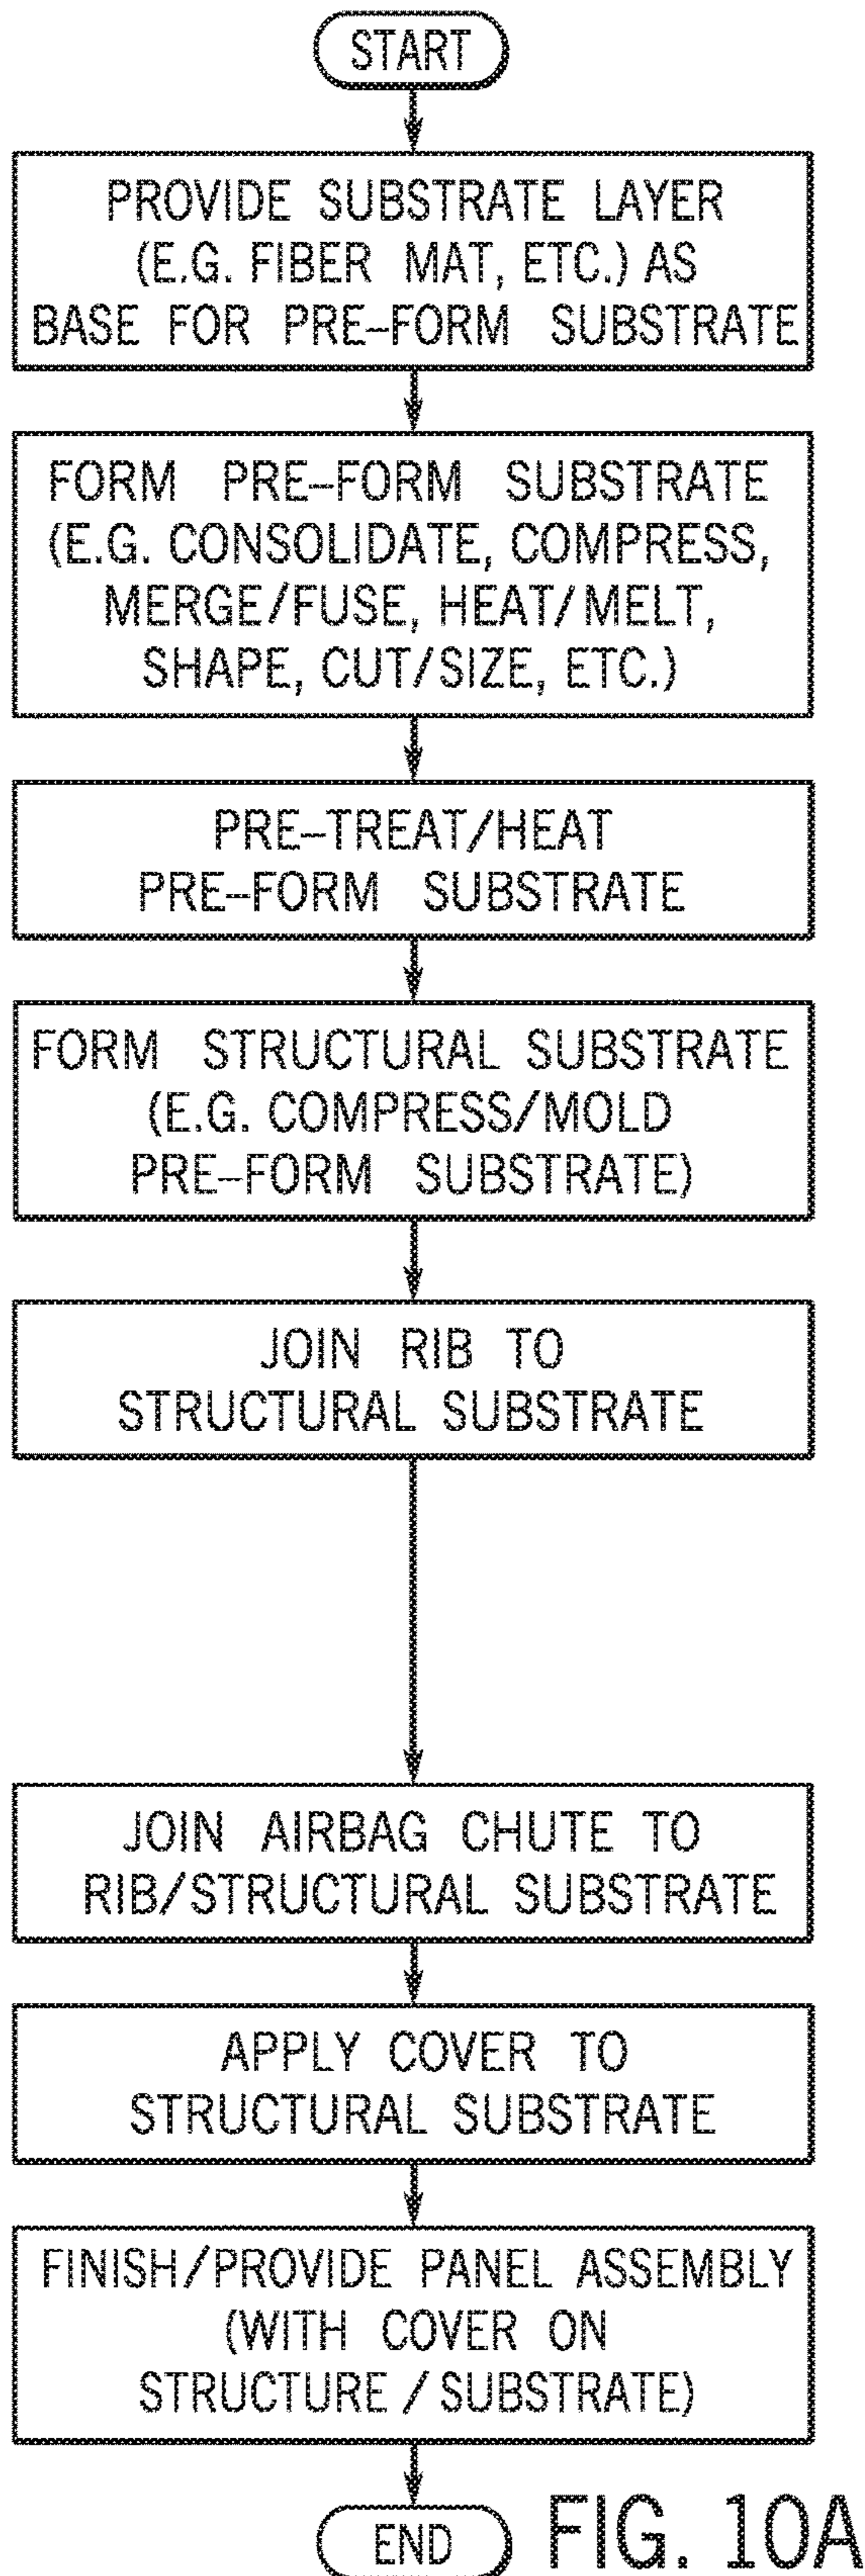 START
PROVIDE SUBSTRATE LAYER
(E.G. FIBER MAT, ETC.) AS
BASE FOR PRE-FORM SUBSTRATE
FORM PRE-FORM SUBSTRATE
(E.G. CONSOLIDATE, COMPRESS,
MERGE/FUSE, HEAT/MELT,
SHAPE, CUT/SIZE, ETC.)
PRE-TREAT/HEAT
PRE-FORM SUBSTRATE
FORM STRUCTURAL SUBSTRATE
(E.G. COMPRESS/MOLD
PRE-FORM SUBSTRATE)
JOIN RIB TO
STRUCTURAL SUBSTRATE
JOIN AIRBAG CHUTE TO
RIB/STRUCTURAL SUBSTRATE
APPLY COVER TO
STRUCTURAL SUBSTRATE
FINISH/PROVIDE PANEL ASSEMBLY
(WITH COVER ON
STRUCTURE / SUBSTRATE)
END
FIG. 10A